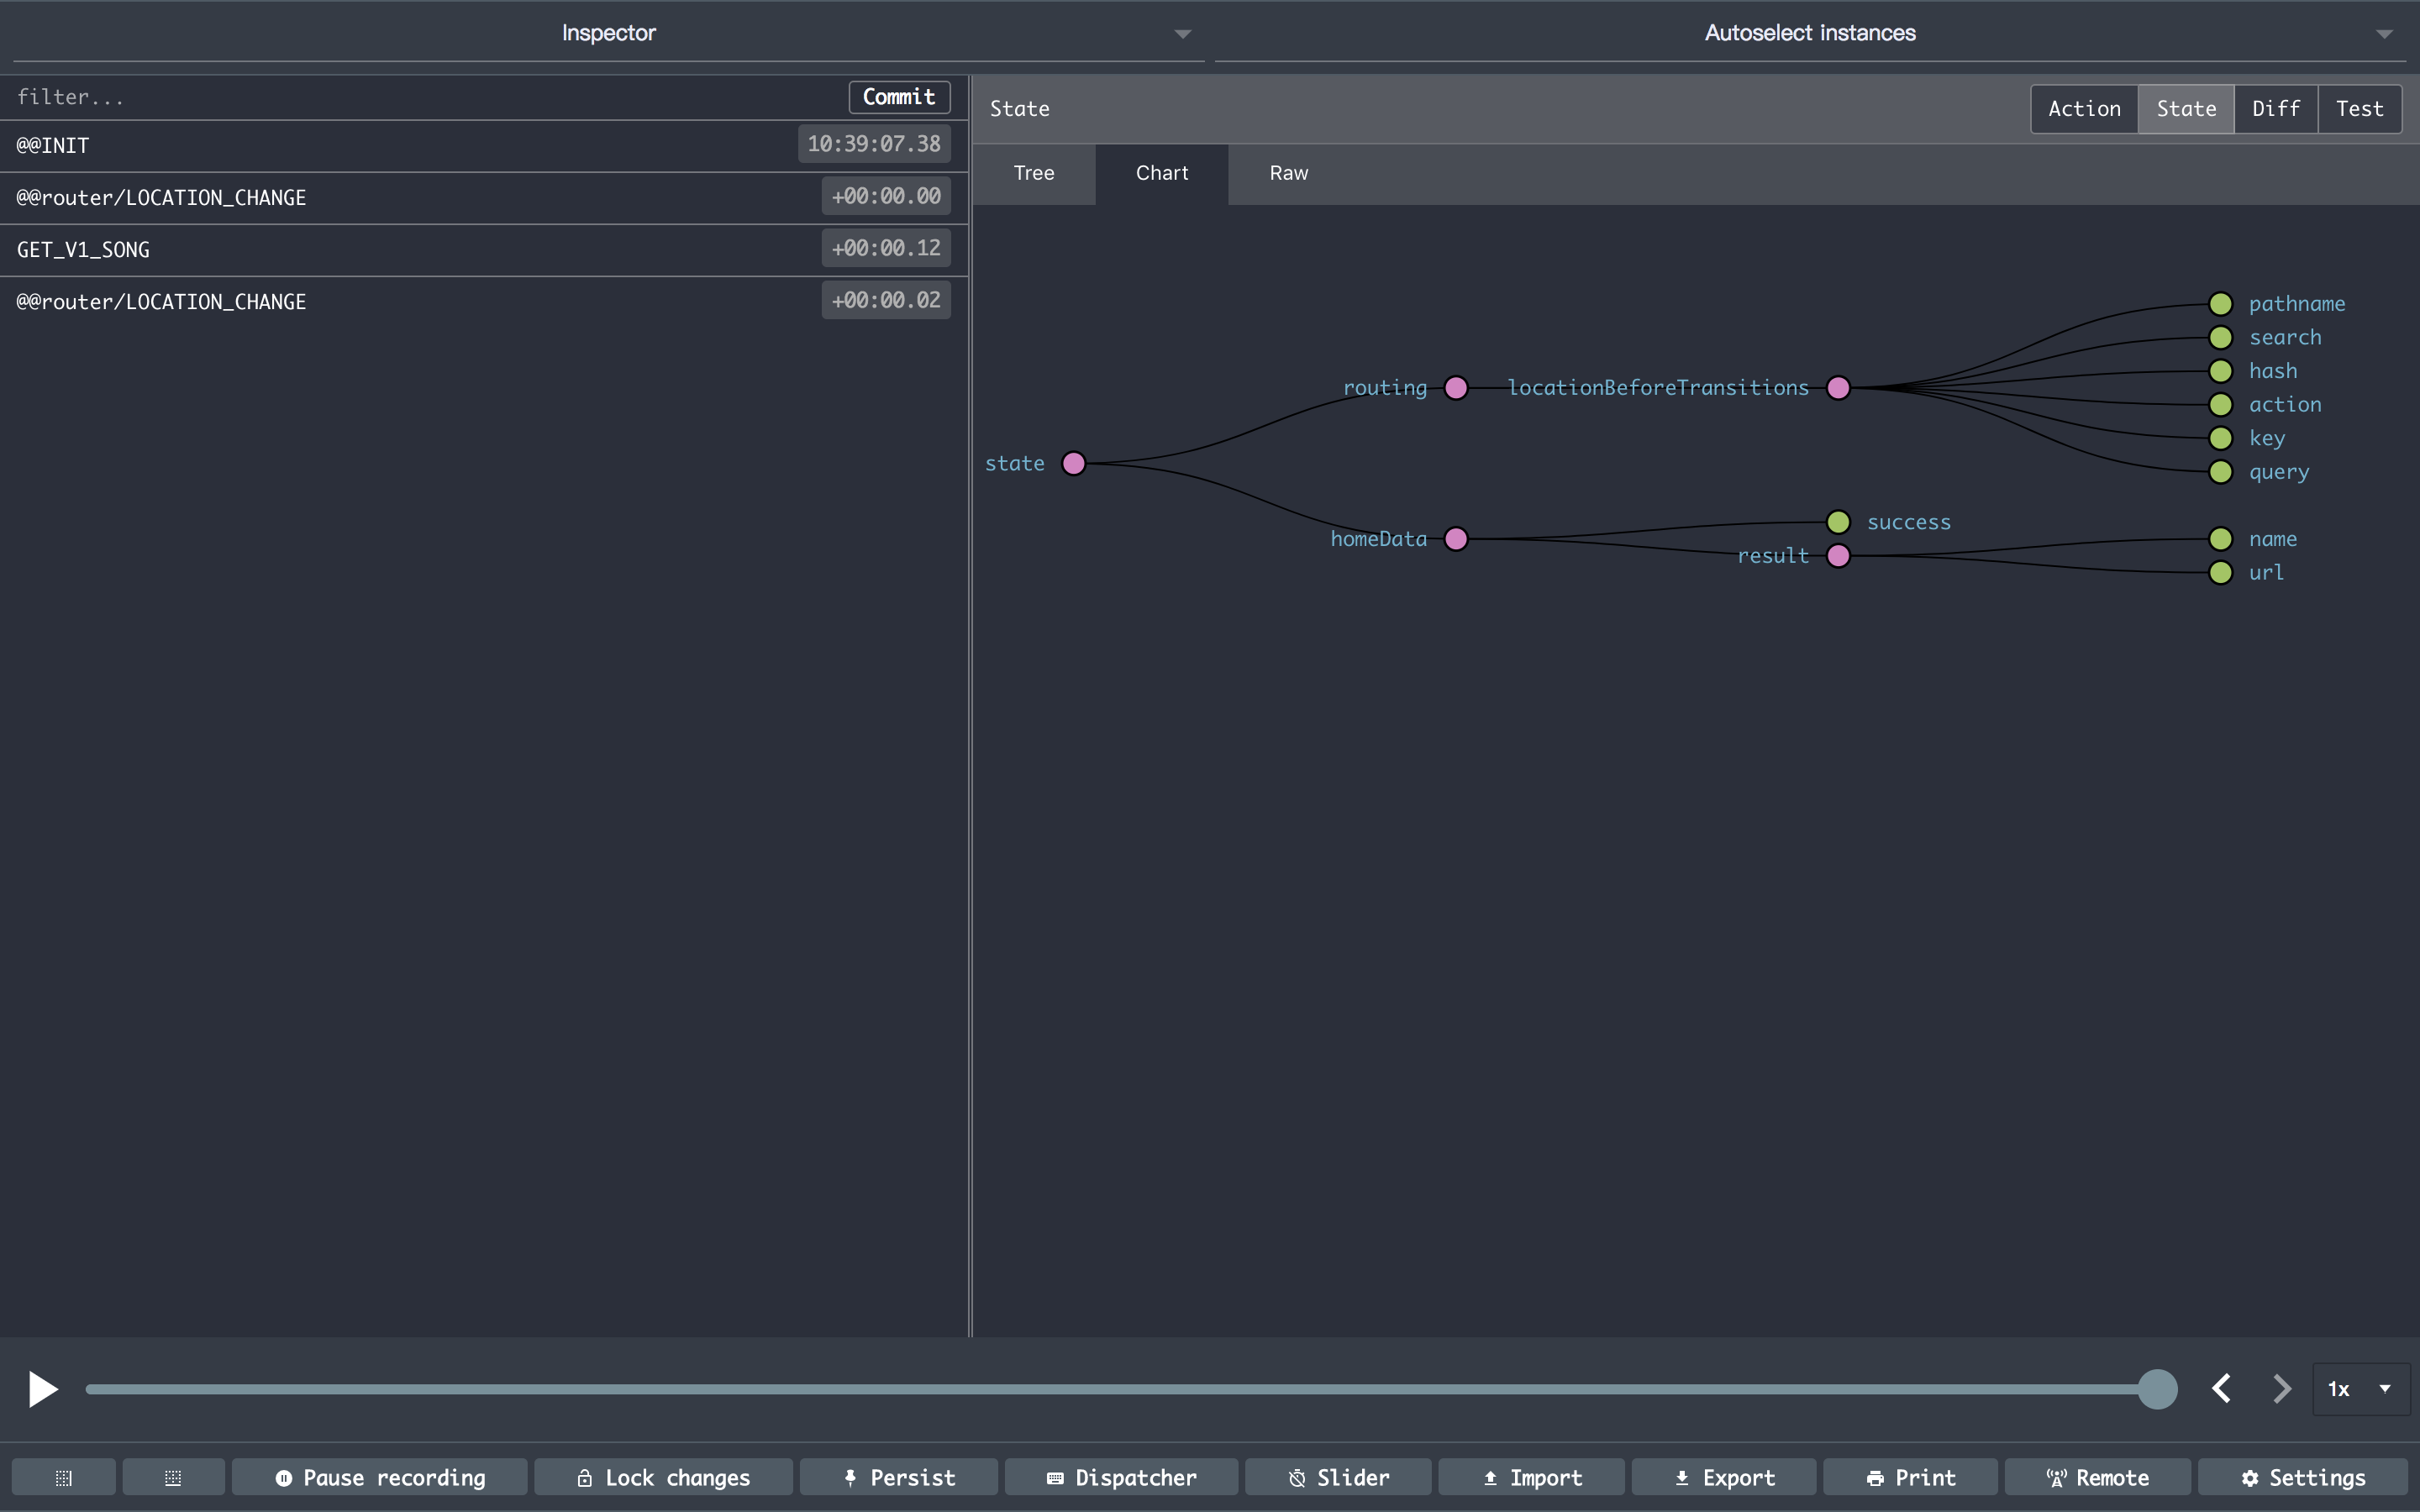 Inspector
Autoselect instances
filter...
Commit
@@INIT
10:39:07.38
@@router/LOCATION_CHANGE
+00:00.00
GET_V1_SONG
+00:00.12
@@router/LOCATION_CHANGE
+00:00.02
State
Action
State
Diff
Test
Tree
Chart
Raw
state
routing
locationBeforeTransitions
pathname
search
hash
action
key
query
homeData
success
result
name
url
1x
Pause recording
Lock changes
Persist
Dispatcher
Slider
Import
Export
Print
Remote
Settings